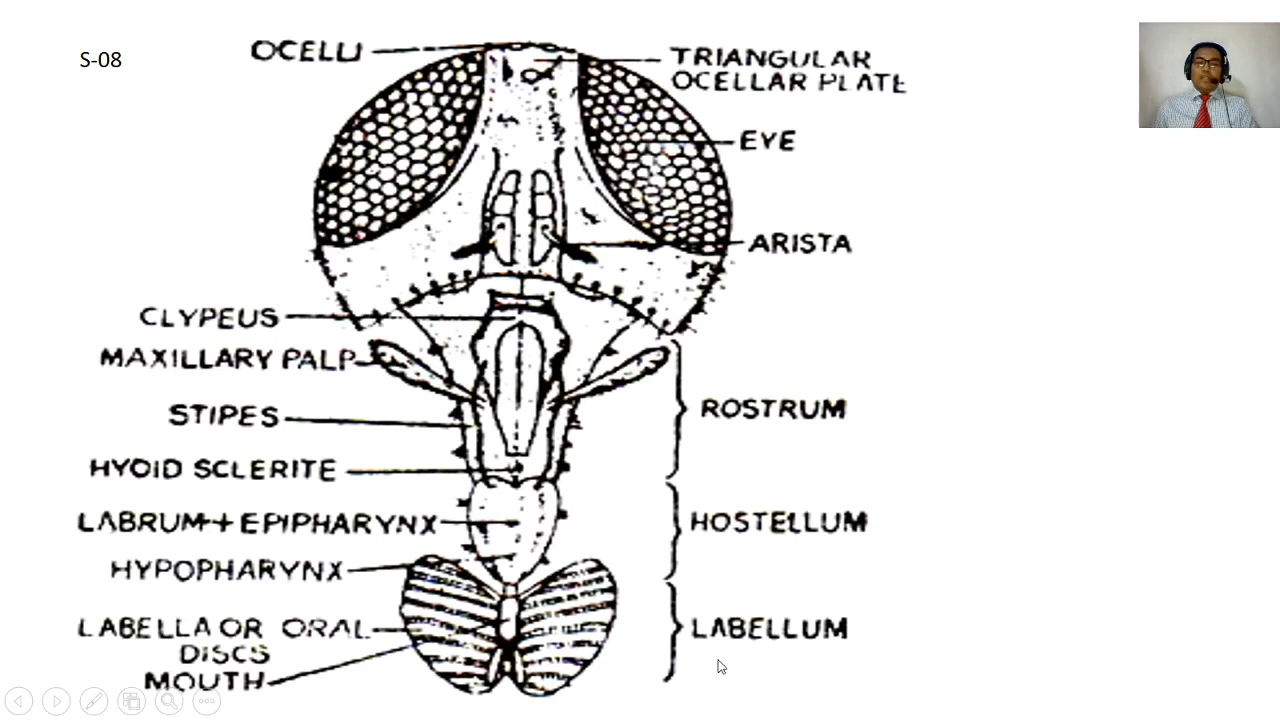 S-08
OCELLI
TRIANGULAR
OCELLAR PLATE
EYE
ARISTA
CLYPEUS
MAXILLARY PALP
STIPES
ROSTRUM
HYOID SCLERITE
LABRUM + EPIPHARYNX
HOSTELLUM
HYPOPHARYNX
LABELLA OR ORAL
DISCS
LABELLUM
MOUTH